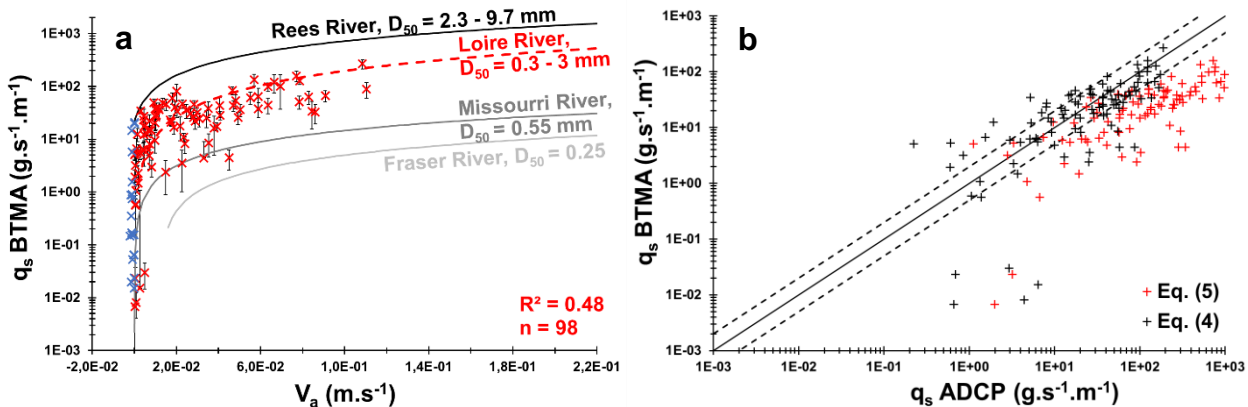 a
Rees River, D50 = 2.3 - 9.7 mm
Loire River,
D50 = 0.3 - 3 mm
Missourri River,
D50 = 0.55 mm
Fraser River, D50 = 0.25
R² = 0.48
n = 98
qs BTMA (g.s-1.m-1)
1E+03
1E+02
1E+01
1E+00
1E-01
1E-02
1E-03
-2,0E-02
2,0E-02
6,0E-02
1,0E-01
1,4E-01
1,8E-01
2,2E-01
Va (m.s-1)
b
qs BTMA (g.s-1.m-1)
1E+03
1E+02
1E+01
1E+00
1E-01
1E-02
1E-03
Eq. (5)
Eq. (4)
1E-03
1E-02
1E-01
1E+00
1E+01
1E+02
1E+03
qs ADCP (g.s-1.m-1)